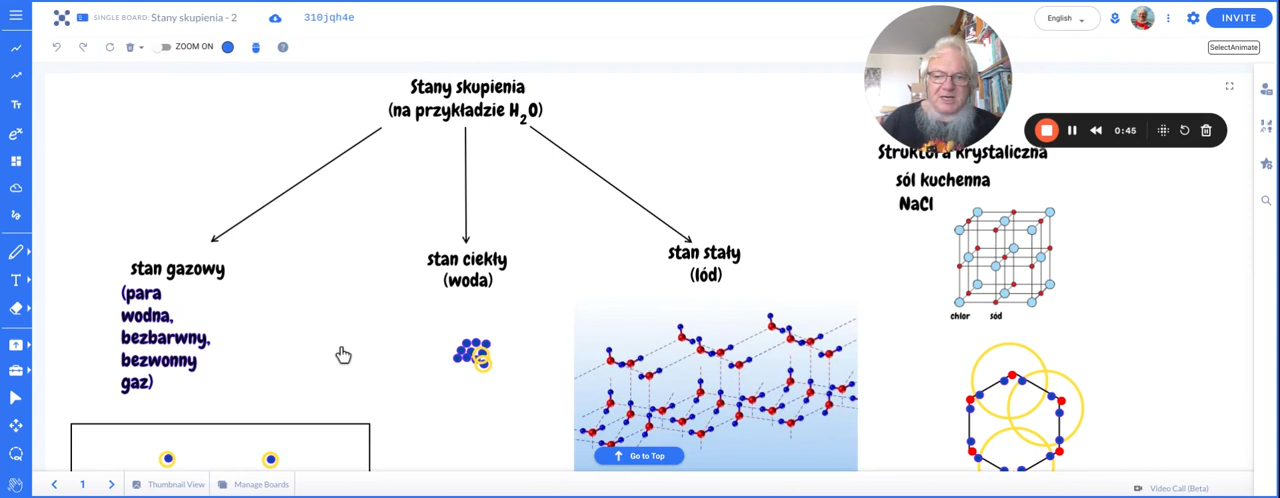 SINGLE BOARD: Stany skupienia - 2
310jqh4e
English
INVITE
ZOOM ON
SelectAnimate
0:45
Stany skupienia
(na przykładzie H2O)
stan gazowy
(para
wodna,
bezbarwny,
bezwonny
gaz)
stan ciekły
(woda)
stan stały
(lód)
Struktura krystaliczna
sól kuchenna
NaCl
chlor sód
Go to Top
1
Thumbnail View
Manage Boards
Video Call (Beta)
Tr
ex
T